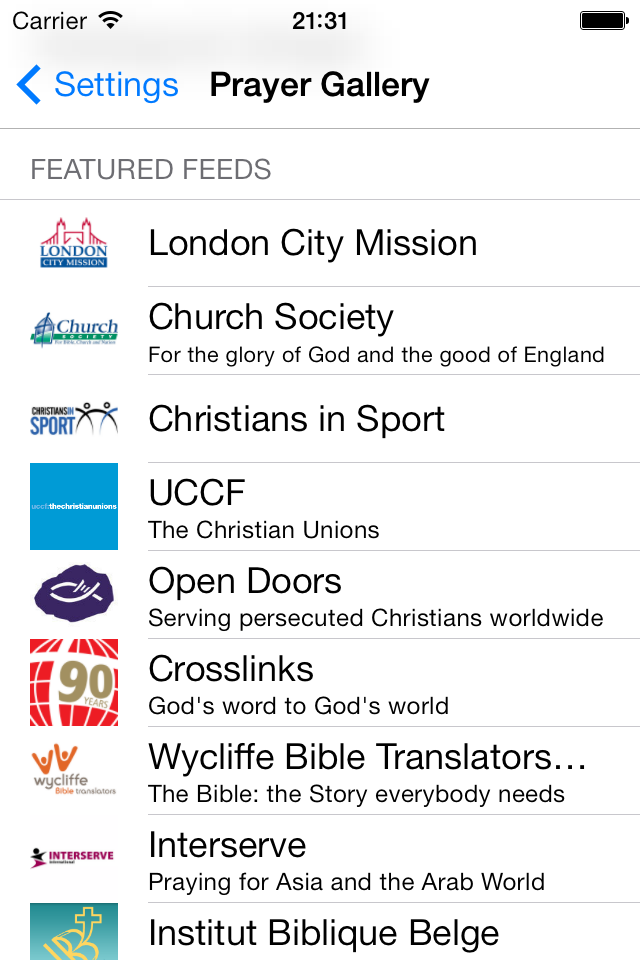 Carrier 21:31
Settings Prayer Gallery
FEATURED FEEDS
LONDON
CITY MISSION
London City Mission
Church
SOCIETY
For Bible, Church and Nation
Church Society
For the glory of God and the good of England
CHRISTIANSIN
SPORT
Christians in Sport
uccf:thechristianunions
UCCF
The Christian Unions
Open Doors
Serving persecuted Christians worldwide
90
YEARS
Crosslinks
God's word to God's world
wycliffe
Bible translators
Wycliffe Bible Translators…
The Bible: the Story everybody needs
INTERSERVE
international
Interserve
Praying for Asia and the Arab World
IBB
Institut Biblique Belge